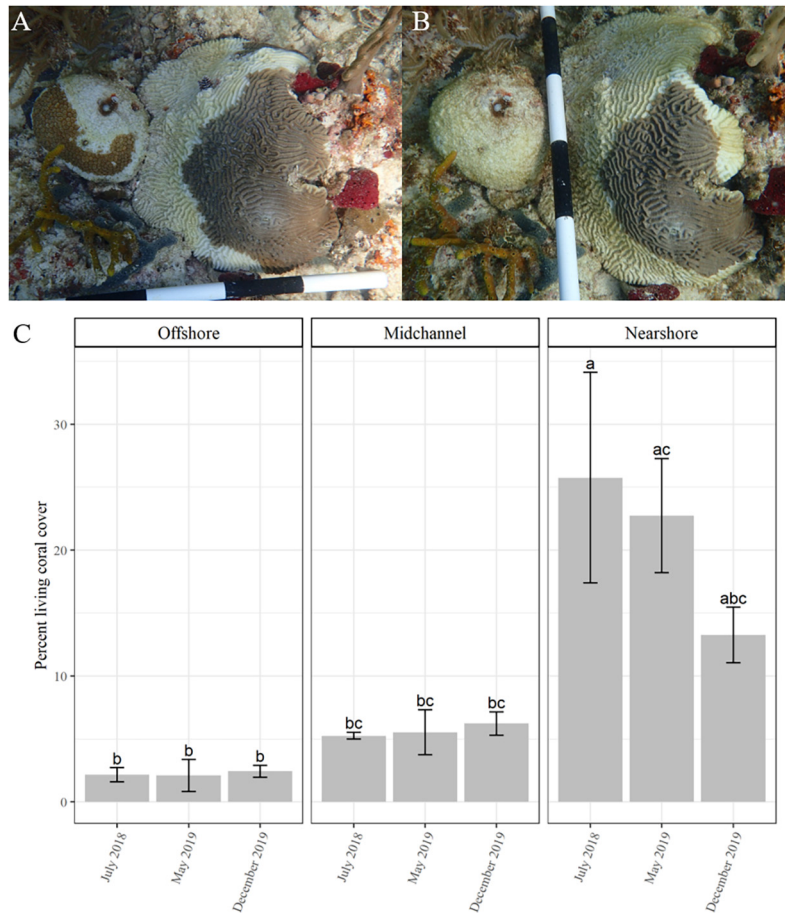 A
B
C
Offshore
Midchannel
Nearshore
Percent living coral cover
30
20
10
0
b
b
b
bc
bc
bc
a
ac
abc
July 2018
May 2019
December 2019
July 2018
May 2019
December 2019
July 2018
May 2019
December 2019